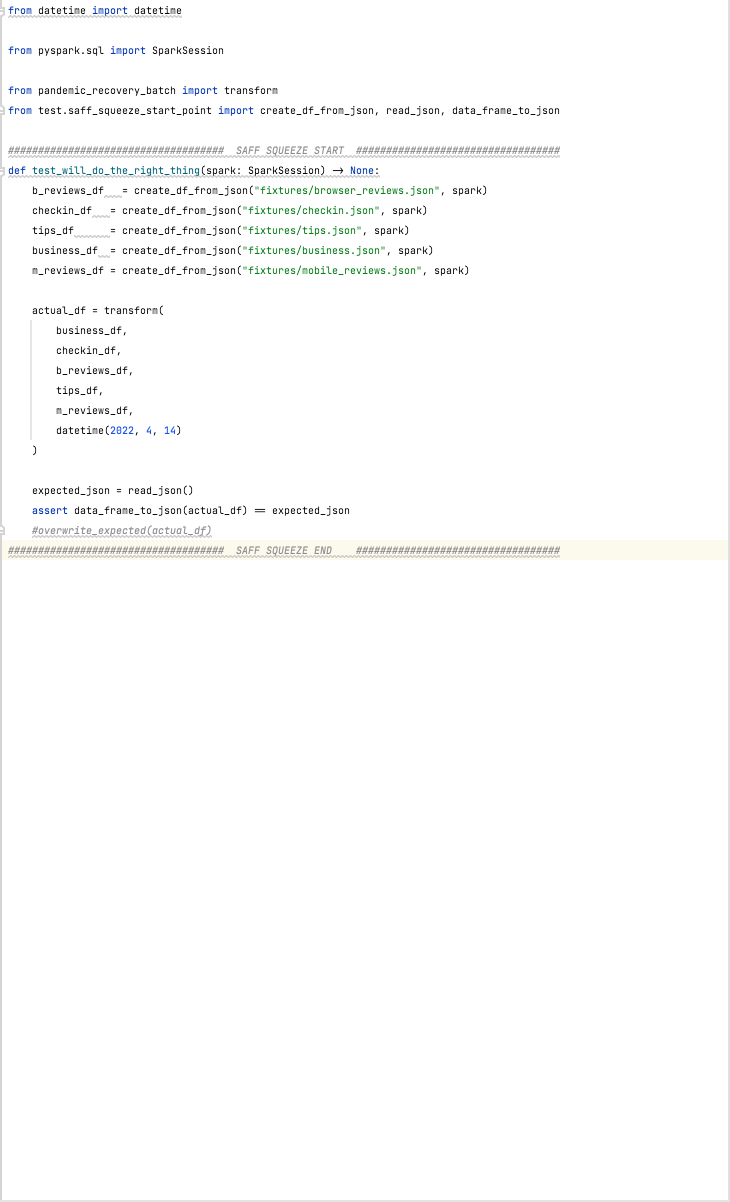 from datetime import datetime
from pyspark.sql import SparkSession
from pandemic_recovery_batch import transform
from test.saff_squeeze_start_point import create_df_from_json, read_json, data_frame_to_json
#################################### SAFF SQUEEZE START ##################################
def test_will_do_the_right_thing(spark: SparkSession) -> None:
b_reviews_df = create_df_from_json("fixtures/browser_reviews.json", spark)
checkin_df = create_df_from_json("fixtures/checkin.json", spark)
tips_df = create_df_from_json("fixtures/tips.json", spark)
business_df = create_df_from_json("fixtures/business.json", spark)
m_reviews_df = create_df_from_json("fixtures/mobile_reviews.json", spark)
actual_df = transform(
business_df,
checkin_df,
b_reviews_df,
tips_df,
m_reviews_df,
datetime(2022, 4, 14)
)
expected_json = read_json()
assert data_frame_to_json(actual_df) == expected_json
#overwrite_expected(actual_df)
#################################### SAFF SQUEEZE END ##################################